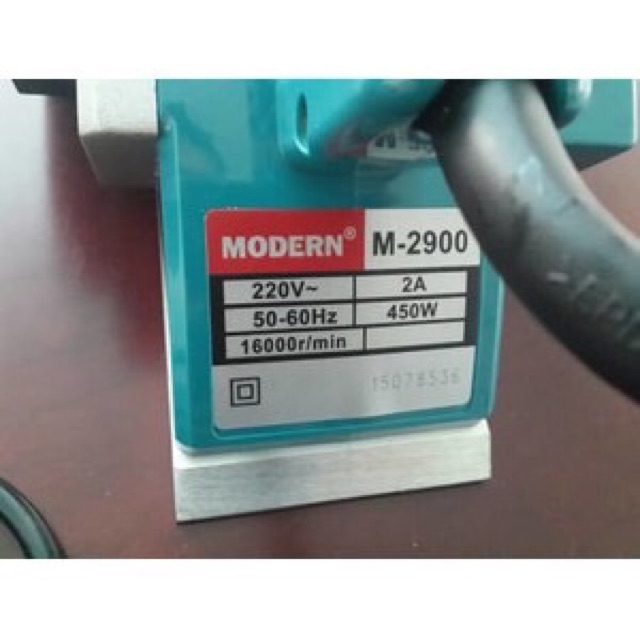 MODERN® M-2900
220V~ 2A
50-60Hz 450W
16000r/min
15078536